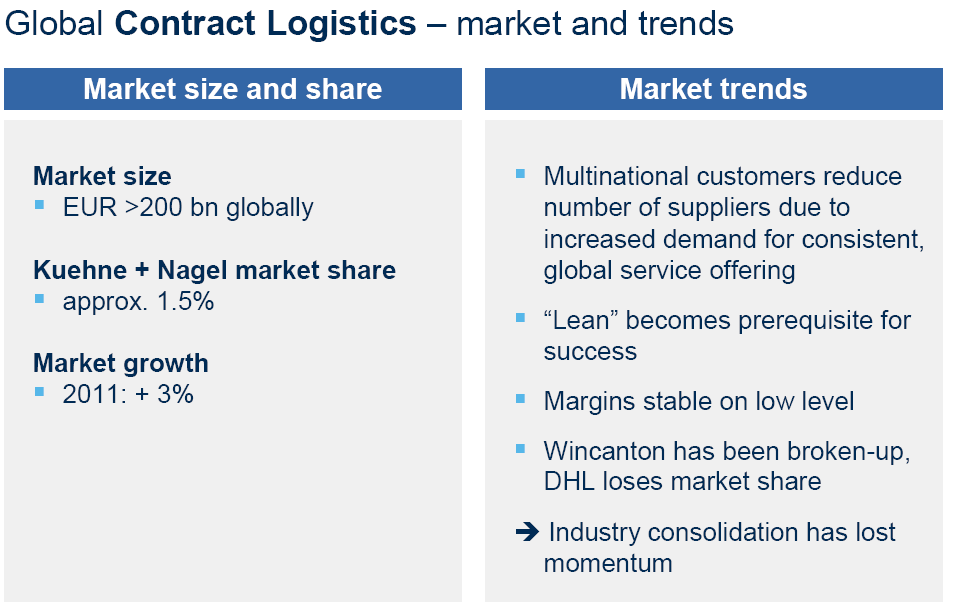 Global Contract Logistics – market and trends
Market size and share
Market size
▪ EUR >200 bn globally
Kuehne + Nagel market share
▪ approx. 1.5%
Market growth
▪ 2011: + 3%
Market trends
▪ Multinational customers reduce
number of suppliers due to
increased demand for consistent,
global service offering
▪ “Lean” becomes prerequisite for
success
▪ Margins stable on low level
▪ Wincanton has been broken-up,
DHL loses market share
➔ Industry consolidation has lost
momentum